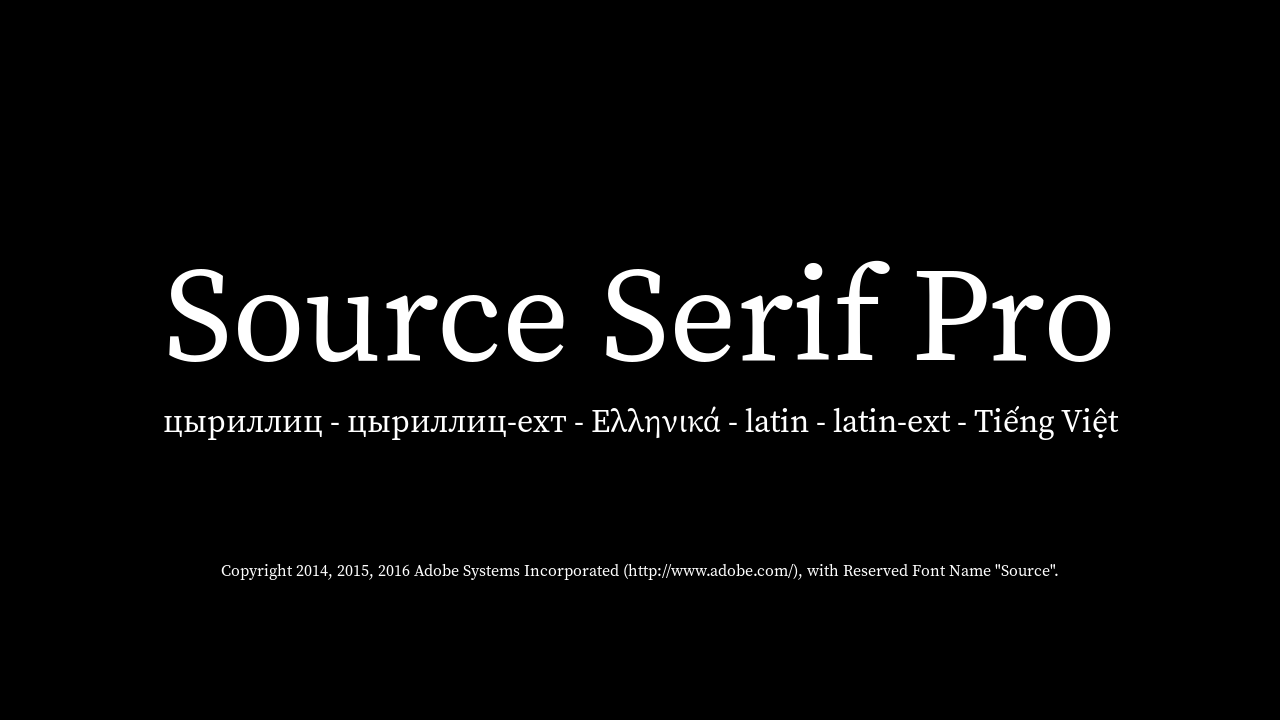 Source Serif Pro
цыриллиц - цыриллиц-ехт - Ελληνικά - latin - latin-ext - Tiếng Việt
Copyright 2014, 2015, 2016 Adobe Systems Incorporated (http://www.adobe.com/), with Reserved Font Name "Source".